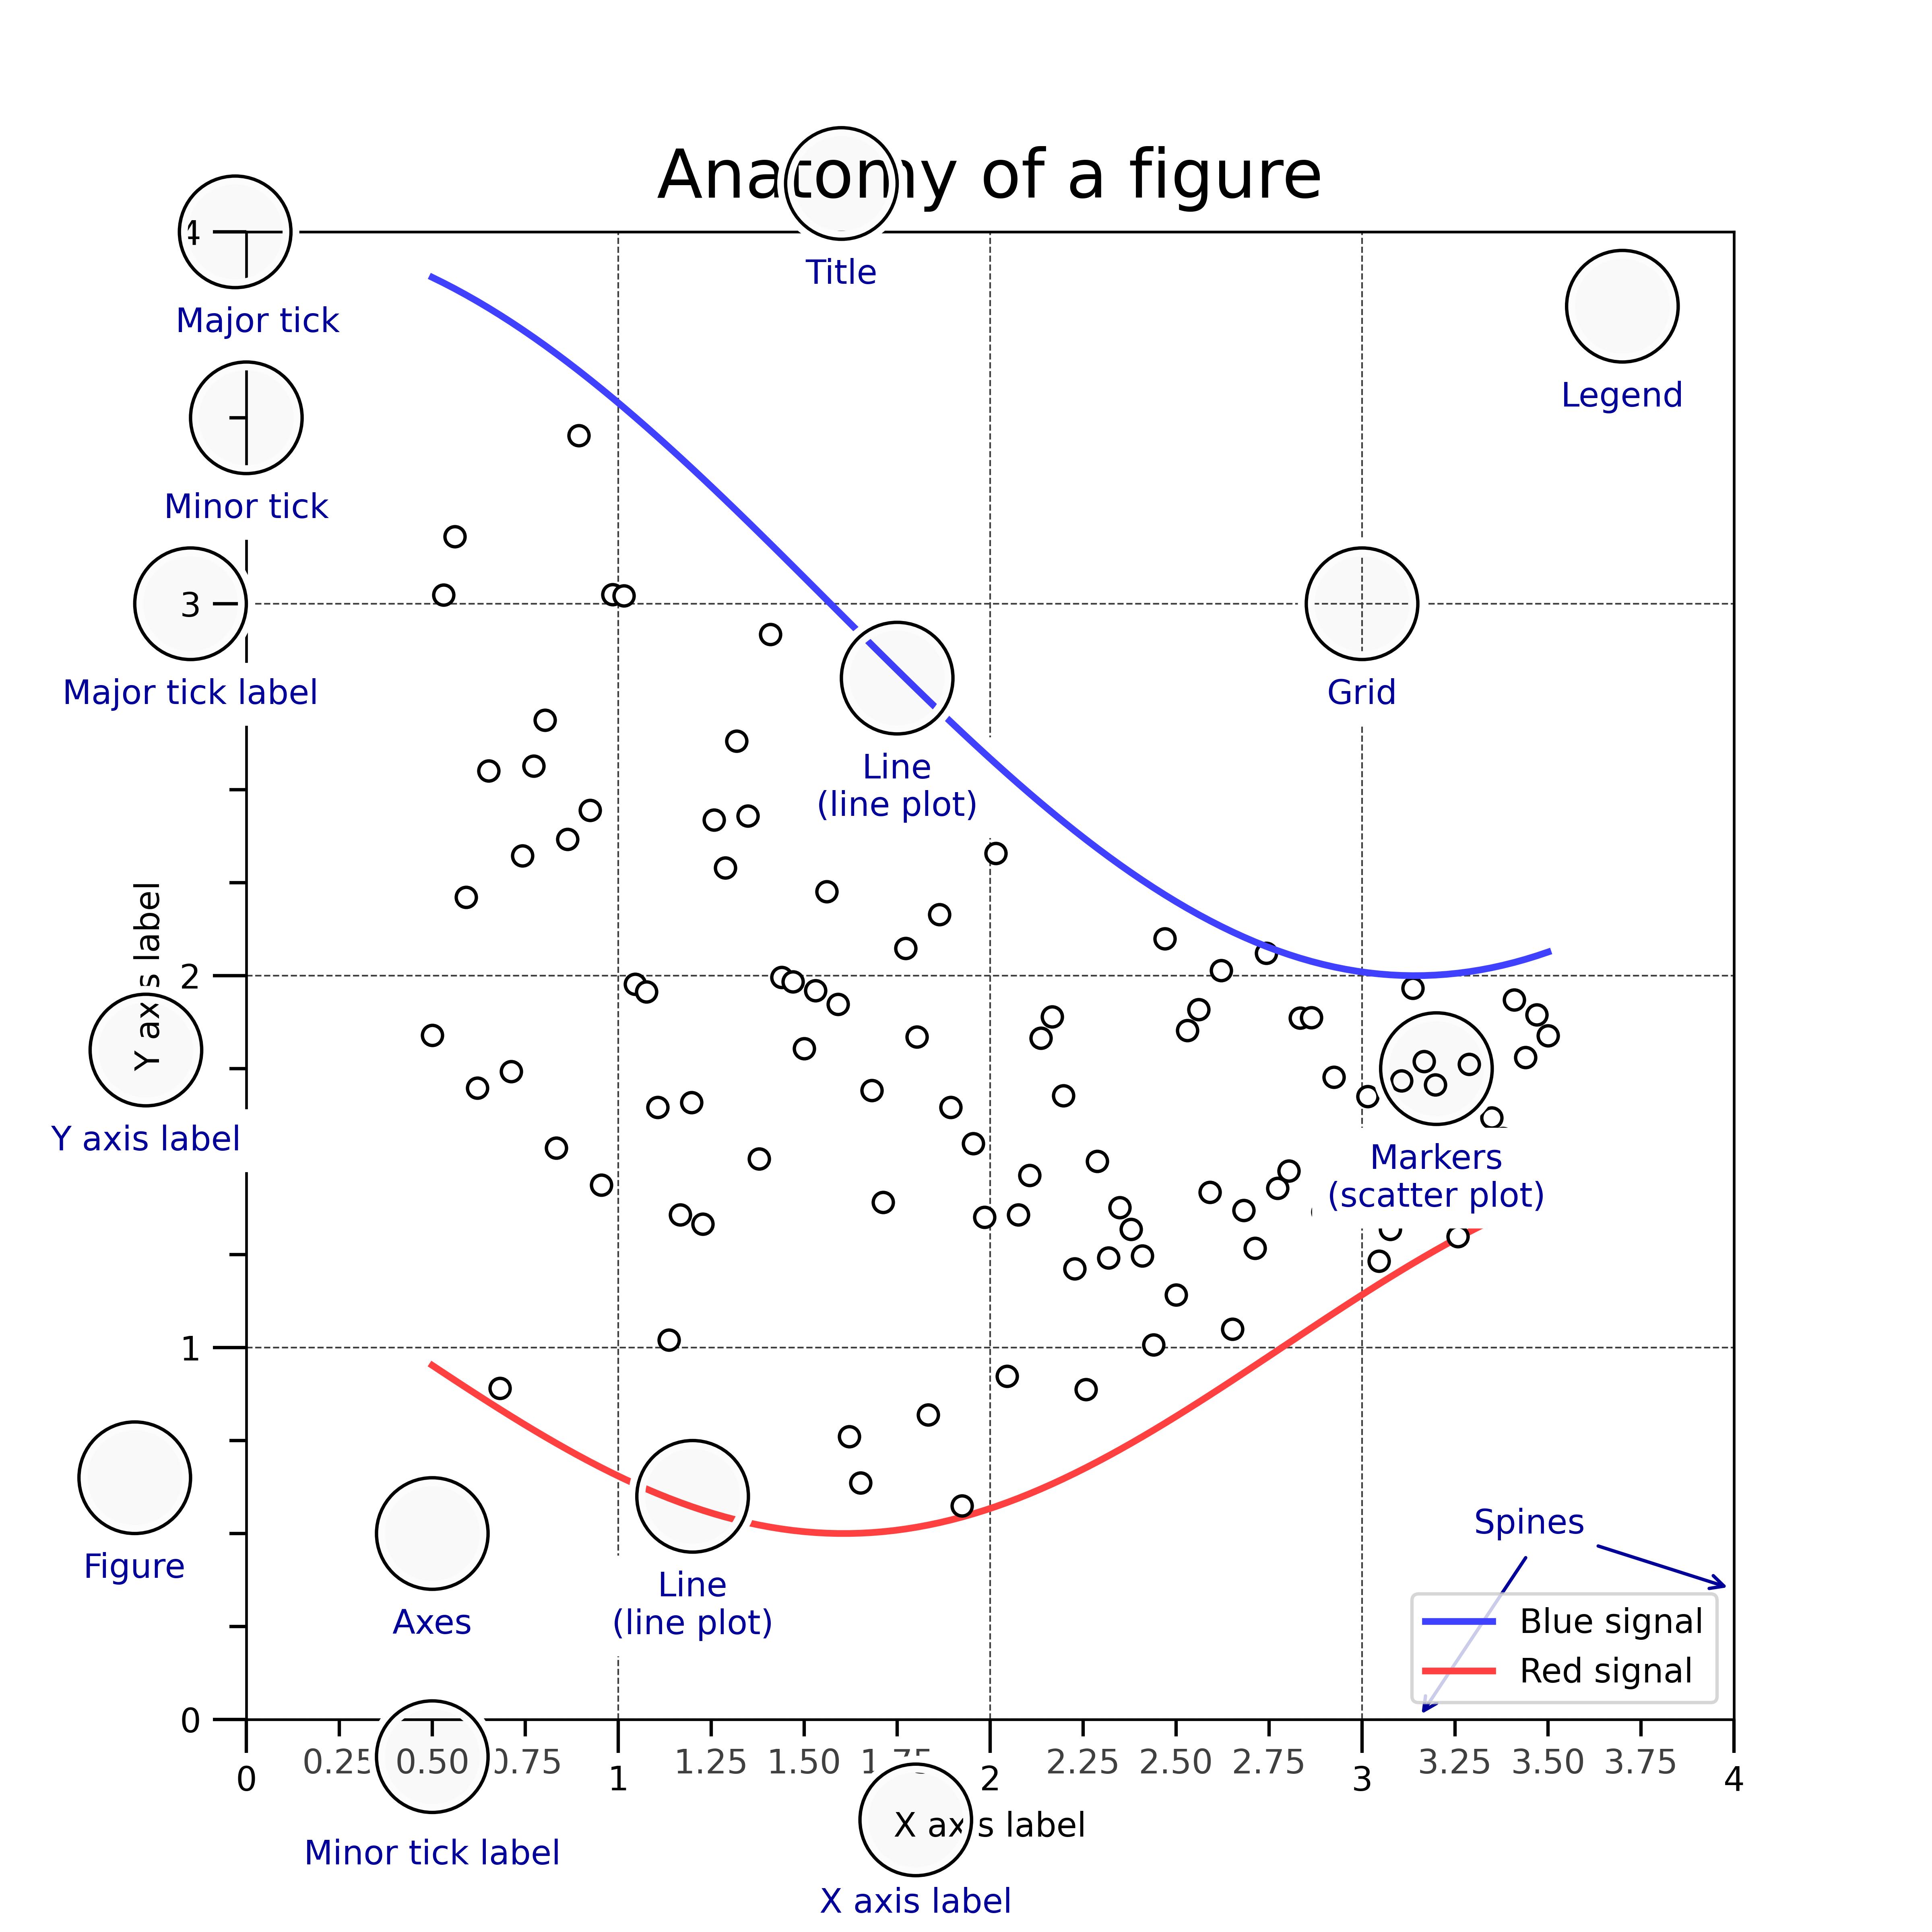 Anatomy of a figure
4
Title
Major tick
Legend
Minor tick
3
Major tick label
Grid
Line
(line plot)
Y axis label
2
Y axis label
Markers
(scatter plot)
1
Figure
Axes
Line
(line plot)
Spines
Blue signal
Red signal
0
0.25 0.50 0.75 1.25 1.50 1.75 2.25 2.50 2.75 3.25 3.50 3.75
0 1 2 3 4
X axis label
Minor tick label
X axis label